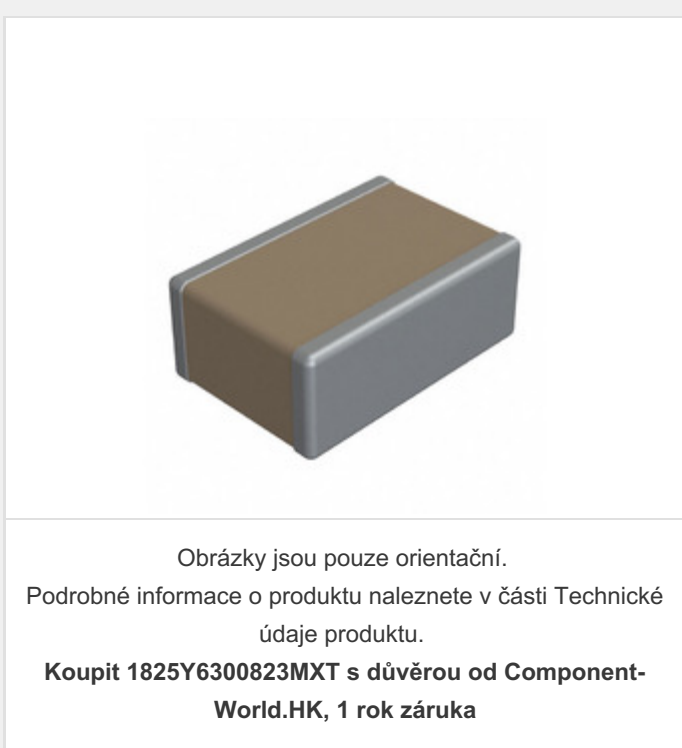 Obrázky jsou pouze orientační.
Podrobné informace o produktu naleznete v části Technické
údaje produktu.
Koupit 1825Y6300823MXT s důvěrou od Component-
World.HK, 1 rok záruka